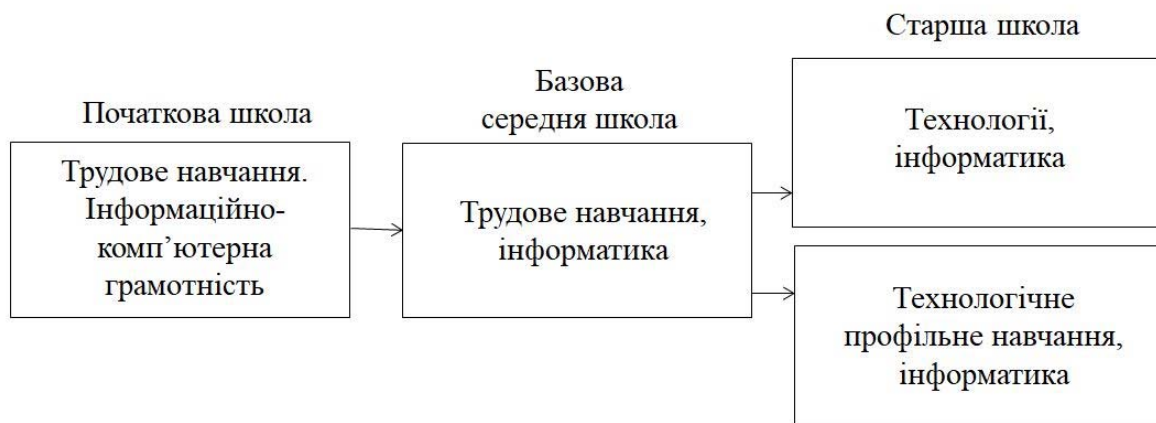 Початкова школа
Трудове навчання.
Інформаційно-
комп’ютерна
грамотність
Базова
середня школа
Трудове навчання,
інформатика
Старша школа
Технології,
інформатика
Технологічне
профільне навчання,
інформатика